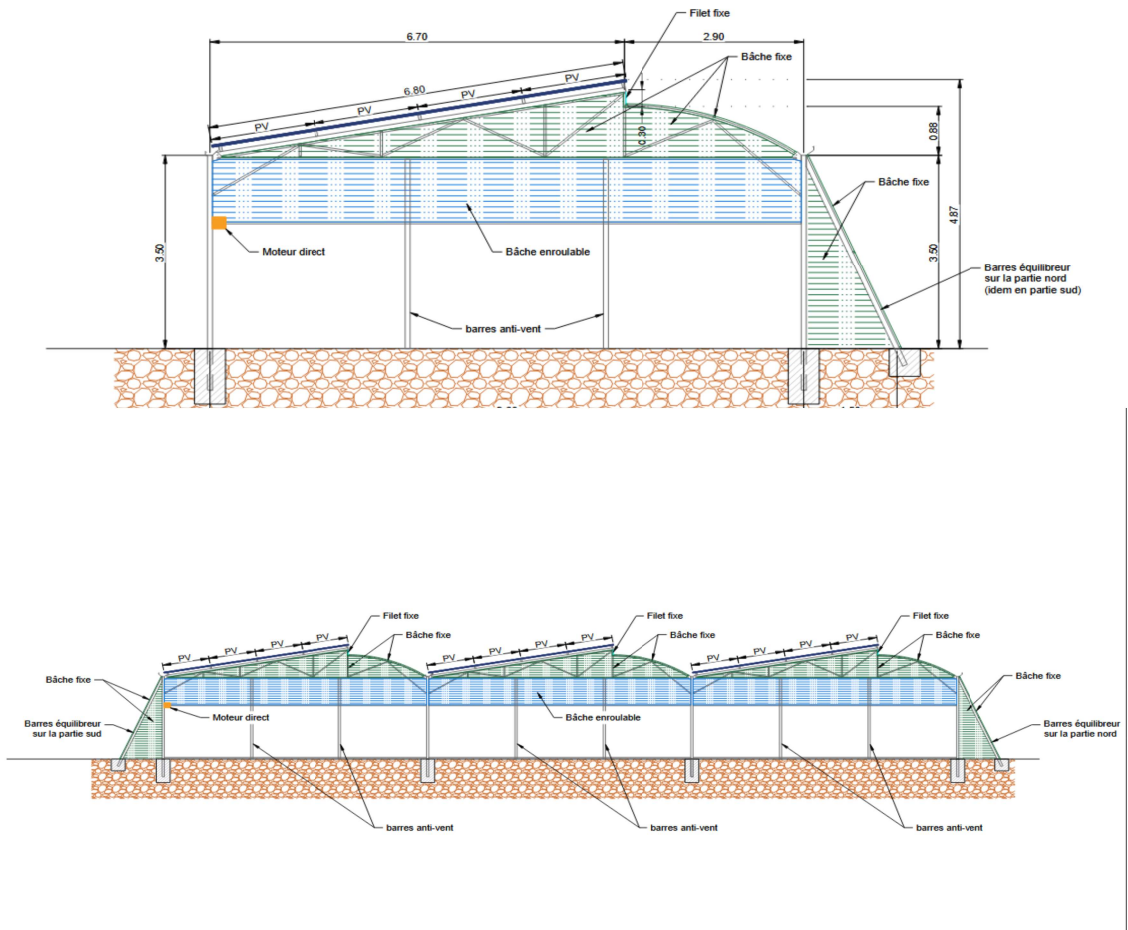 Filet fixe
6.70
2.90
Bâche fixe
PV
6.80
PV
PV
PV
0.30
0.88
Bâche fixe
4.87
3.50
3.50
Moteur direct
Bâche enroulable
Barres équilibreur
sur la partie nord
(idem en partie sud)
barres anti-vent
Filet fixe
Filet fixe
Filet fixe
PV
PV
PV
PV
Bâche fixe
PV
PV
PV
PV
Bâche fixe
PV
PV
PV
PV
Bâche fixe
Bâche fixe
Bâche fixe
Barres équilibreur
sur la partie sud
Moteur direct
Bâche enroulable
Barres équilibreur
sur la partie nord
barres anti-vent
barres anti-vent
barres anti-vent